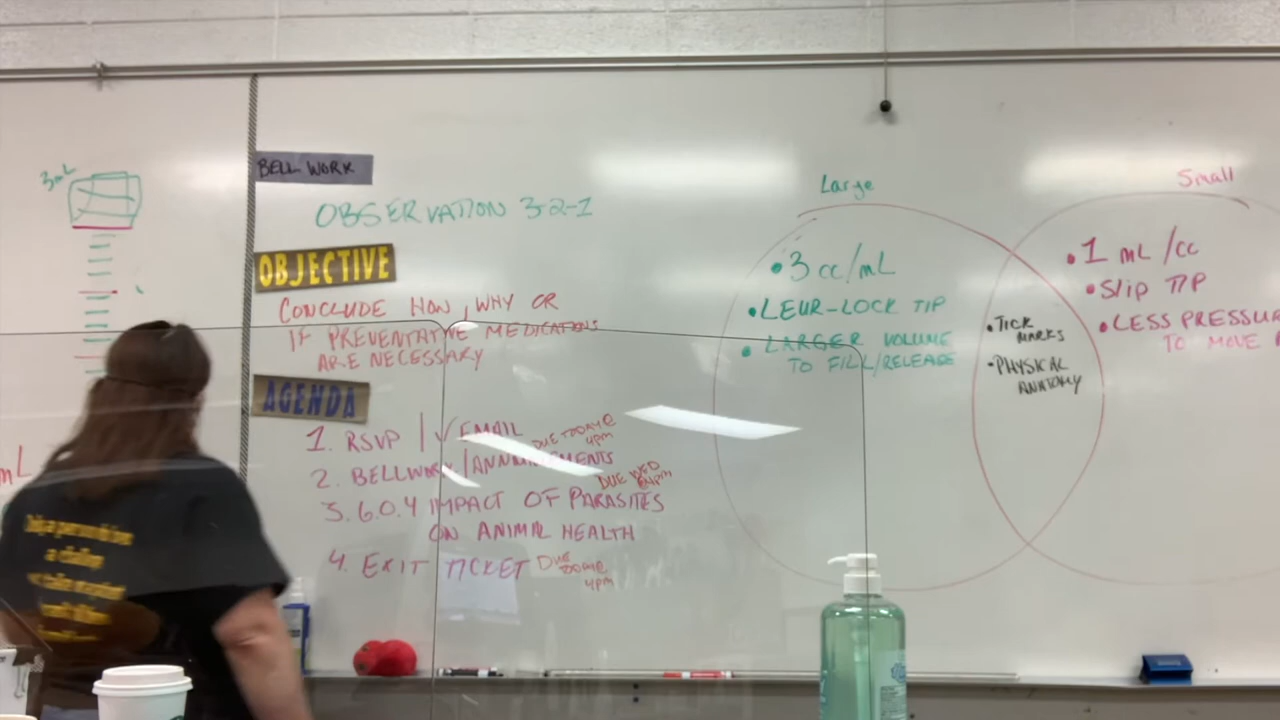 3mL
BELL WORK
OBSERVATION 3-2-1
OBJECTIVE
CONCLUDE HOW, WHY OR
IF PREVENTATIVE MEDICATIONS
ARE NECESSARY
AGENDA
1. RSVP / √ EMAIL
DUE TODAY @
4pm
2. BELLWORK / ANNOUNCEMENTS
DUE WED
@4pm
3. 6.0.4 IMPACT OF PARASITES
ON ANIMAL HEALTH
4. EXIT TICKET
DUE
TODAY @
4pm
mL
Large
• 3 cc/mL
• LEUR-LOCK TIP
• LARGER VOLUME
TO FILL/RELEASE
• TICK
MARKS
• PHYSICAL
ANATOMY
Small
• 1 mL/cc
• Slip TIP
• LESS PRESSUR
TO MOVE